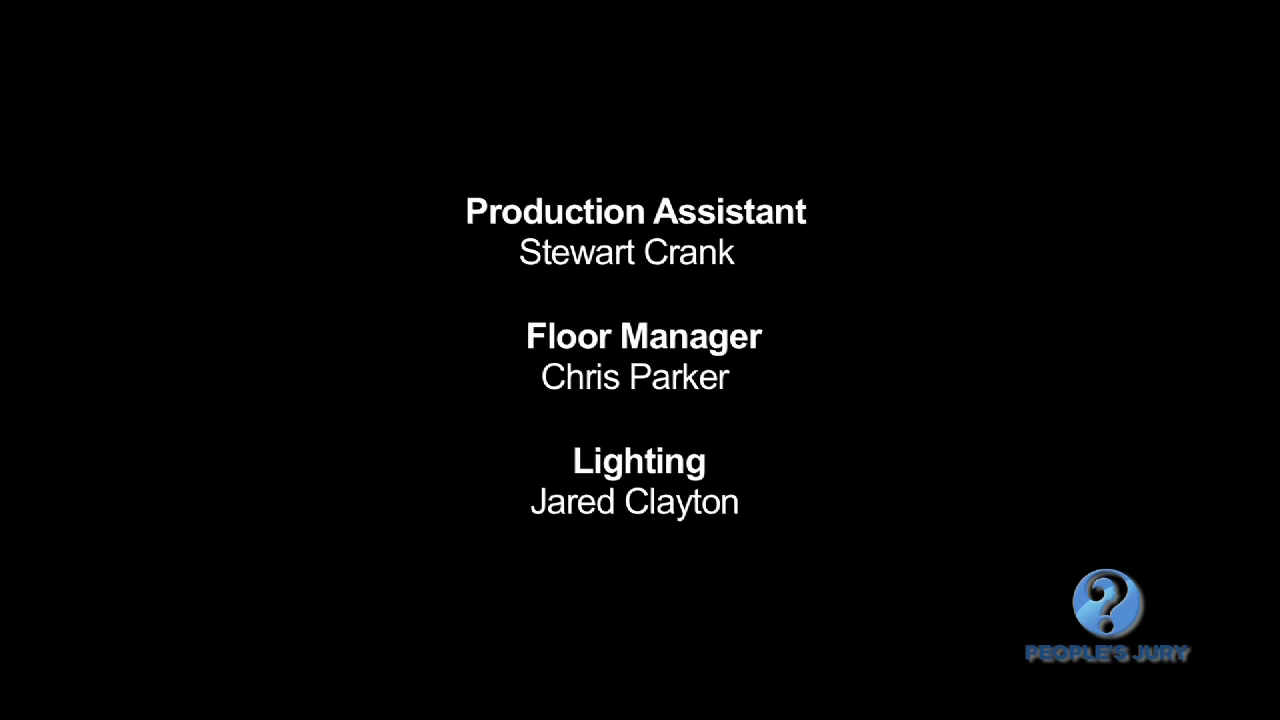 Production Assistant
Stewart Crank
Floor Manager
Chris Parker
Lighting
Jared Clayton
?
PEOPLE'S JURY